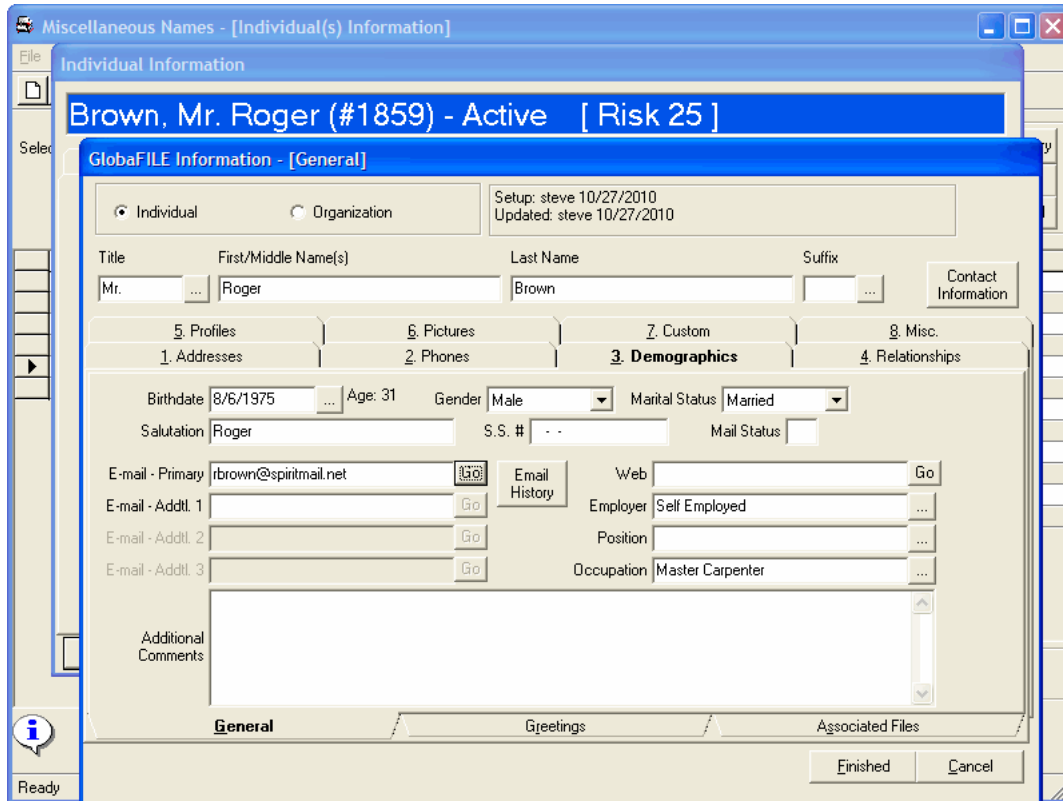 Miscellaneous Names - [Individual(s) Information]
File
Individual Information
Brown, Mr. Roger (#1859) - Active [ Risk 25 ]
GlobaFILE Information - [General]
Individual Organization
Setup: steve 10/27/2010
Updated: steve 10/27/2010
Title First/Middle Name(s) Last Name Suffix
Mr. ... Roger Brown ...
Contact
Information
5. Profiles 6. Pictures 7. Custom 8. Misc.
1. Addresses 2. Phones 3. Demographics 4. Relationships
Birthdate 8/6/1975 ... Age: 31 Gender Male Marital Status Married
Salutation Roger S.S. # - - Mail Status
E-mail - Primary rbrown@spiritmail.net Go Email History Web Go
E-mail - Addtl. 1 Go Employer Self Employed ...
E-mail - Addtl. 2 Go Position ...
E-mail - Addtl. 3 Go Occupation Master Carpenter ...
Additional
Comments
General Greetings Associated Files
Finished Cancel
Ready